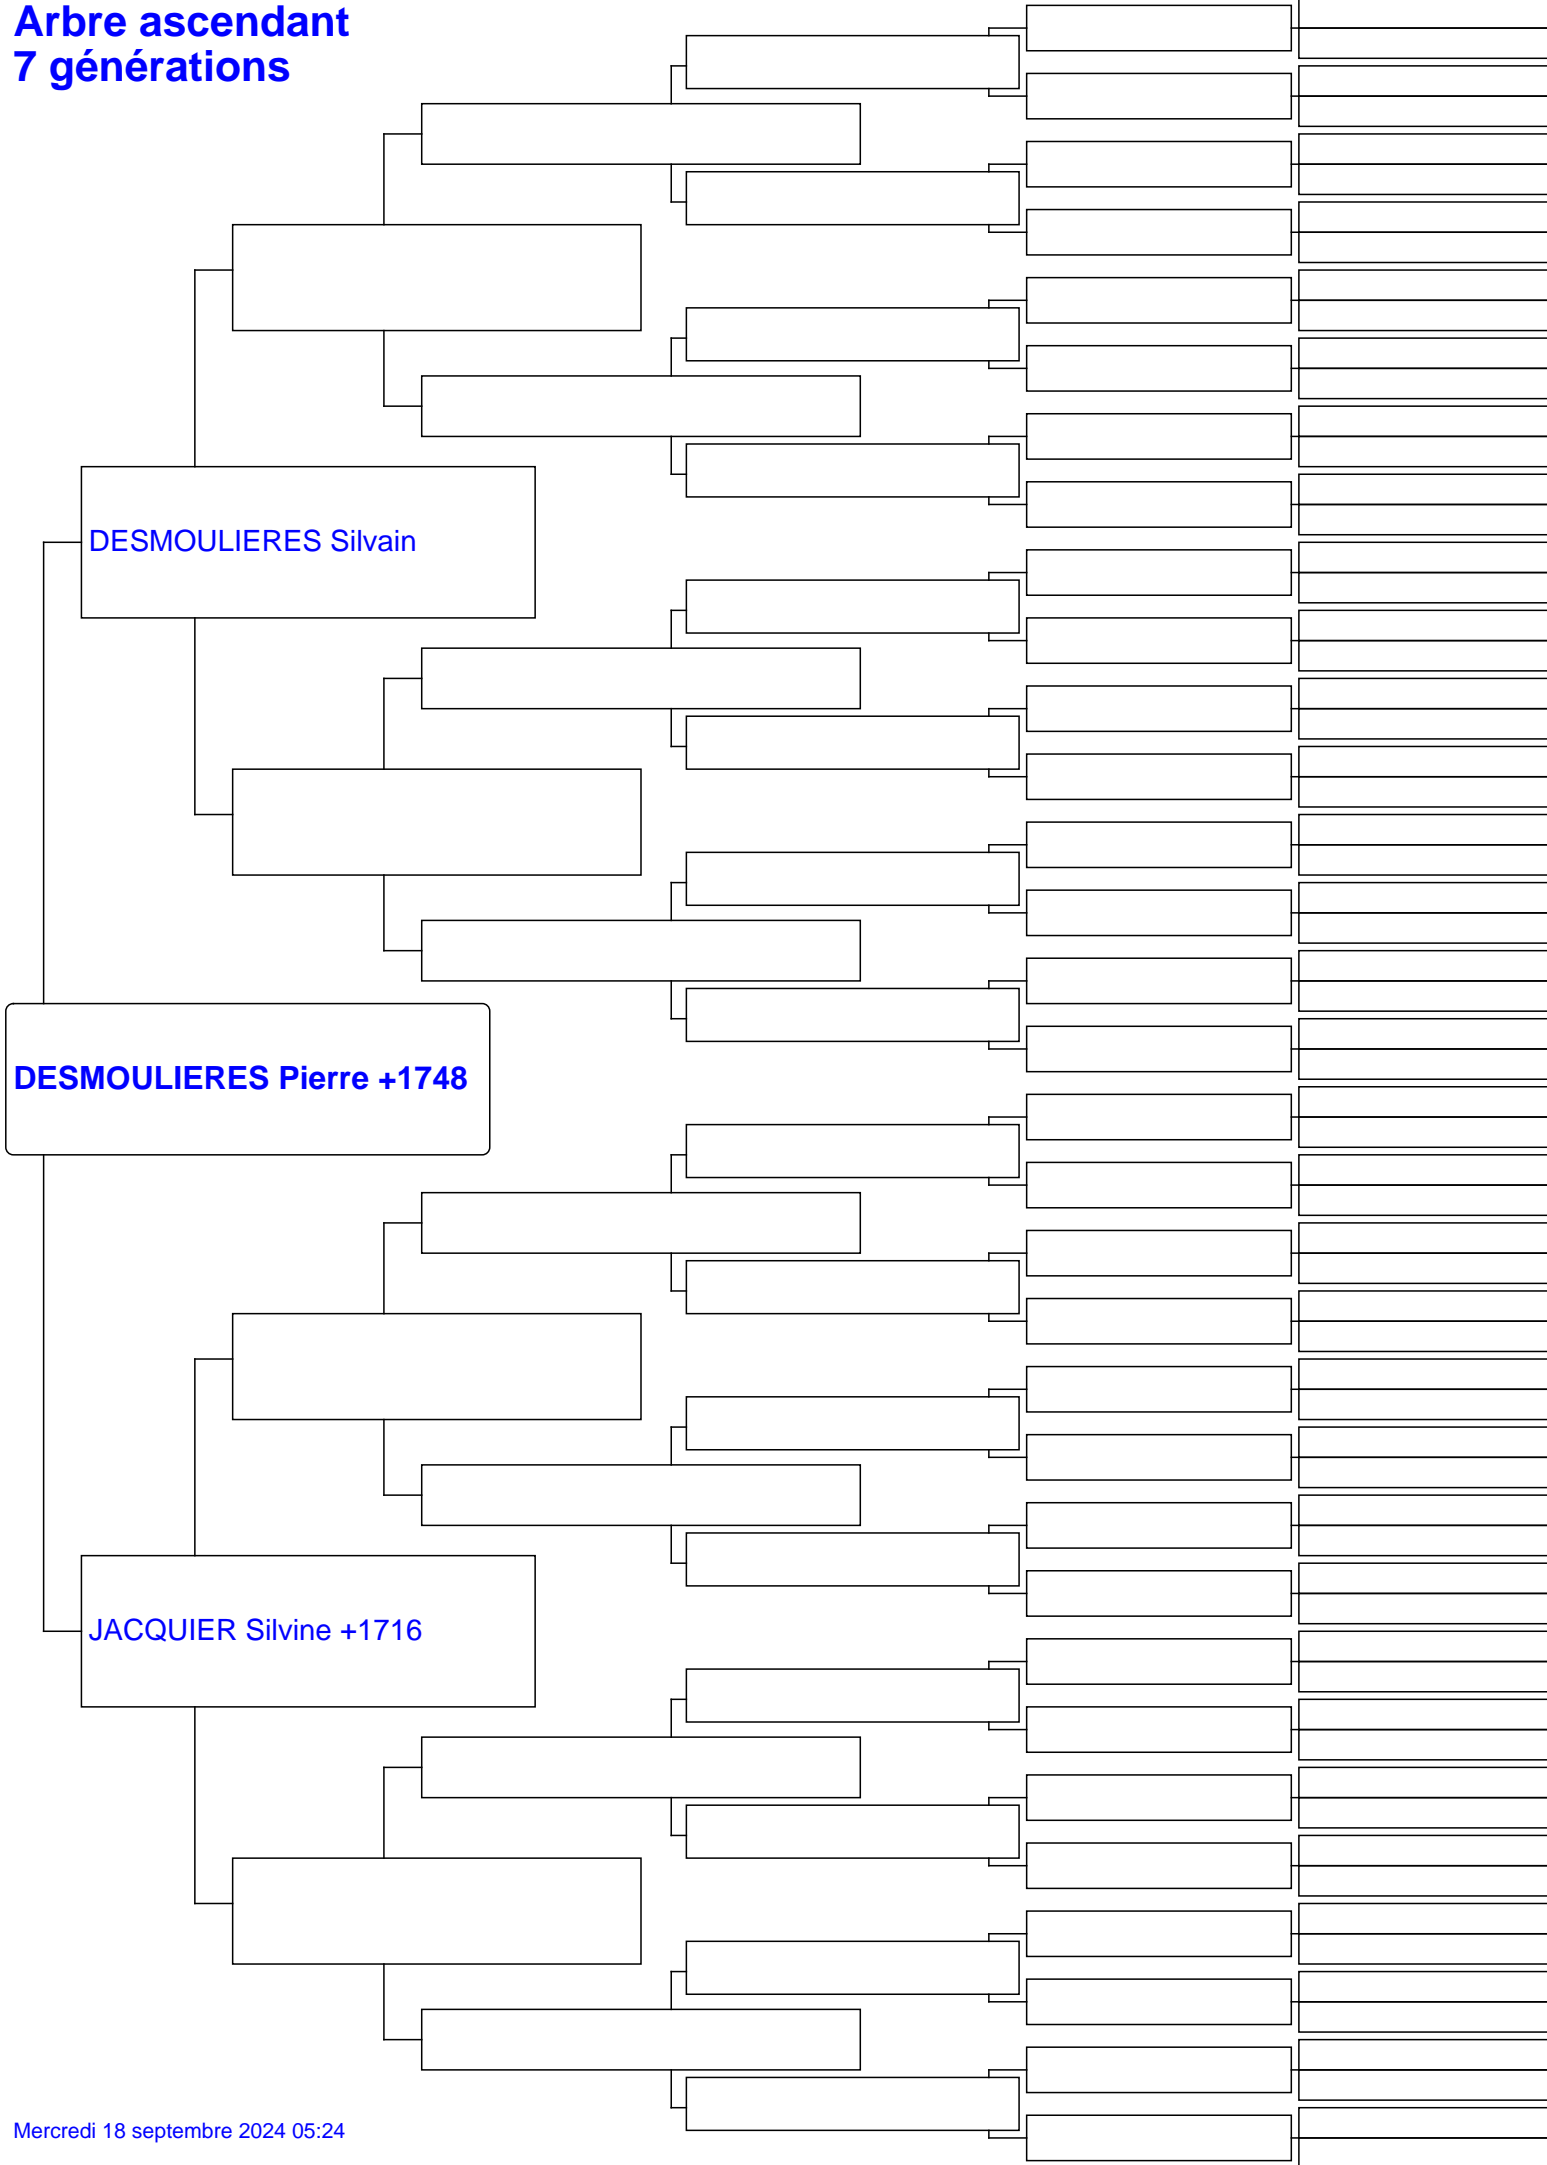 Arbre ascendant
7 générations
DESMOULIERES Silvain
DESMOULIERES Pierre +1748
JACQUIER Silvine +1716
Mercredi 18 septembre 2024 05:24